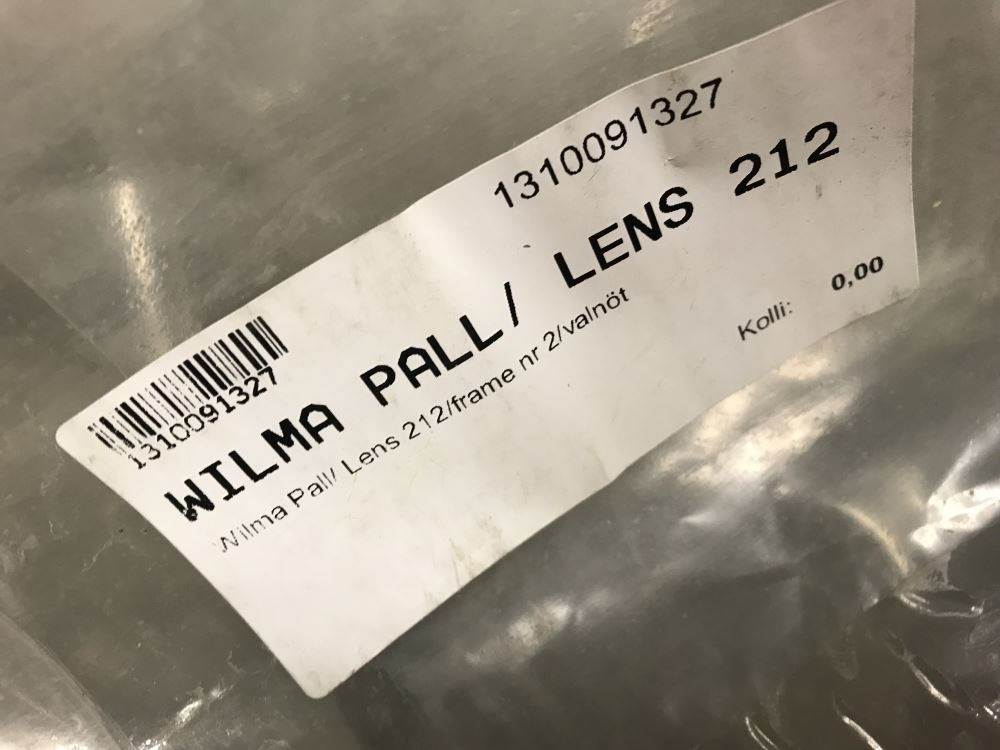 1310091327
1310091327
WILMA PALL/ LENS 212
Wilma Pall/ Lens 212/frame nr 2/valnöt
Kolli: 0,00